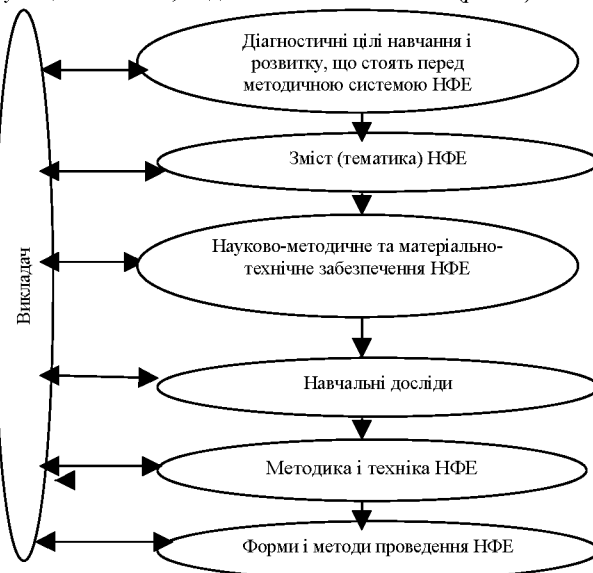 Діагностичні цілі навчання і
розвитку, що стоять перед
методичною системою НФЕ
Зміст (тематика) НФЕ
Науково-методичне та матеріально-
технічне забезпечення НФЕ
Навчальні досліди
Методика і техніка НФЕ
Форми і методи проведення НФЕ
Викладач